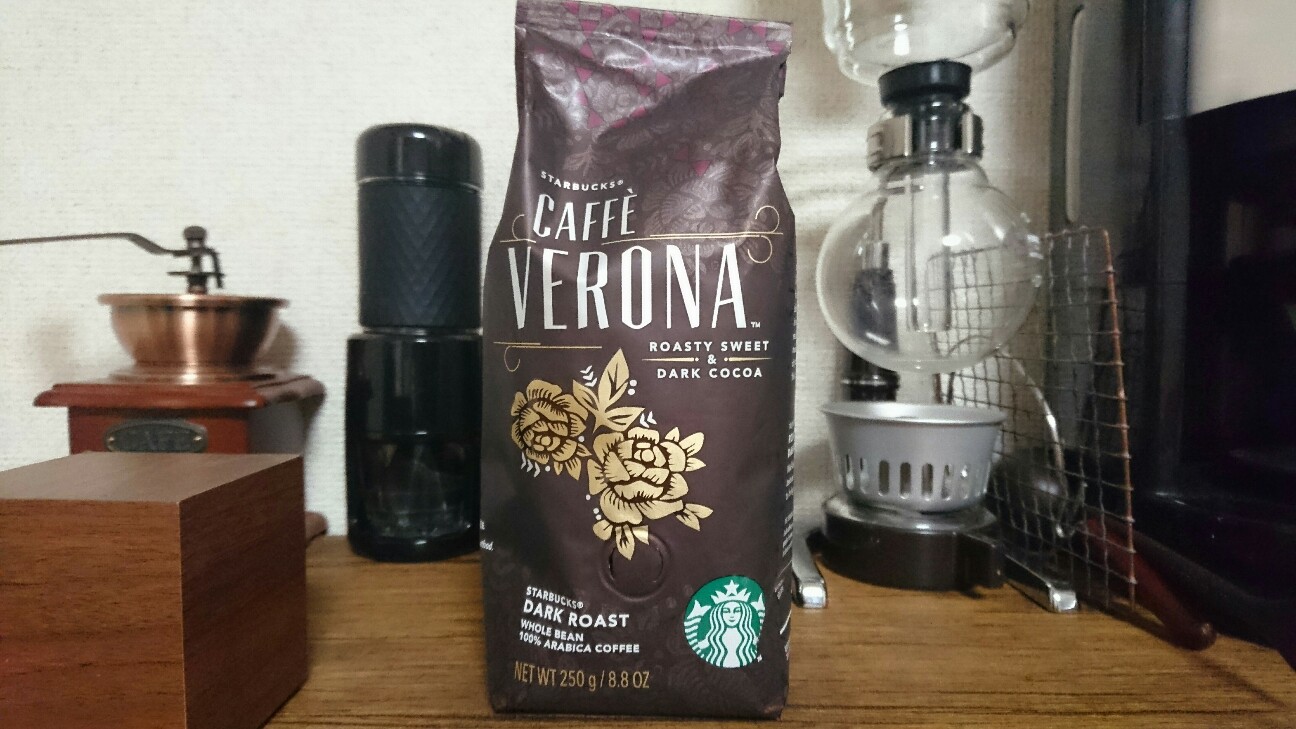 STARBUCKS®
CAFFÈ
VERONA™
ROASTY SWEET
&
DARK COCOA
STARBUCKS®
DARK ROAST
WHOLE BEAN
100% ARABICA COFFEE
NET WT 250 g / 8.8 OZ